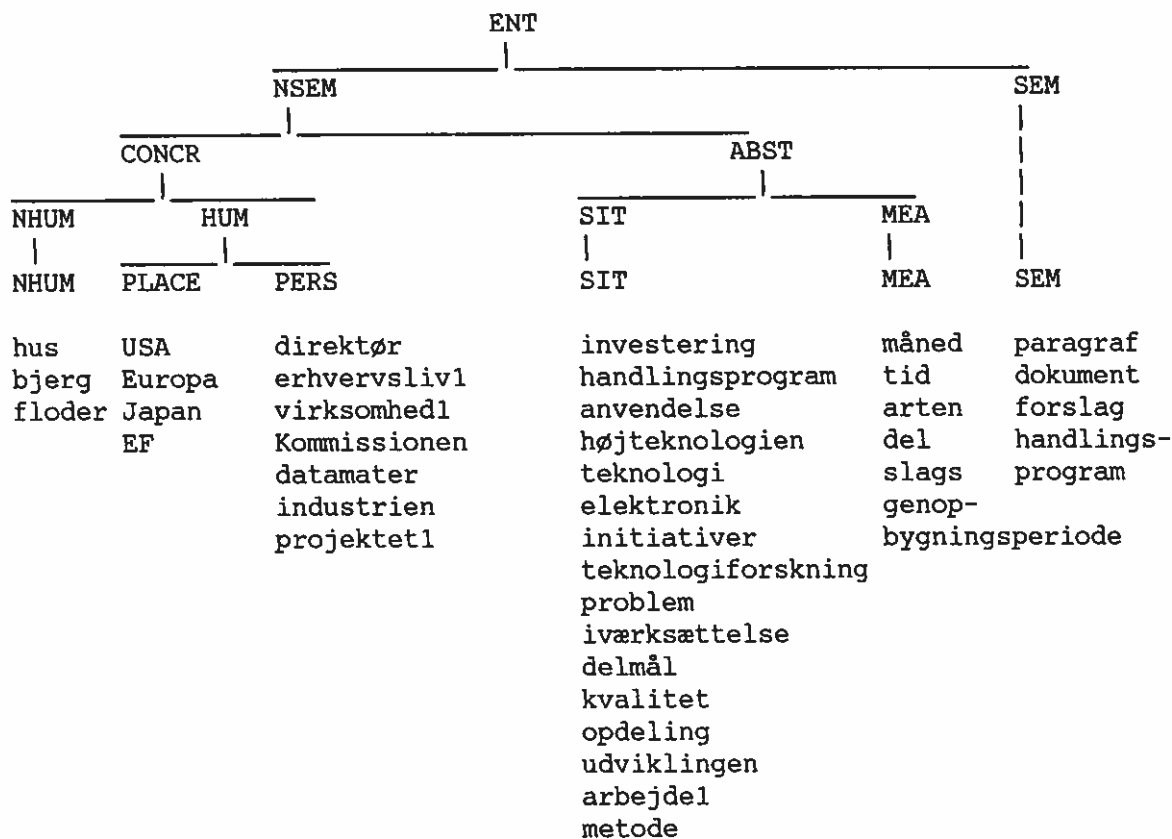 ENT
NSEM SEM
CONCR ABST
NHUM HUM SIT MEA
NHUM PLACE PERS SIT MEA SEM
hus USA direktør investering måned paragraf
bjerg Europa erhvervsliv1 handlingsprogram tid dokument
floder Japan virksomhed1 anvendelse arten forslag
EF Kommissionen højteknologien del handlings-
datamater teknologi slags program
industrien elektronik genop-
projektet1 initiativer bygningsperiode
teknologiforskning
problem
iværksættelse
delmål
kvalitet
opdeling
udviklingen
arbejde1
metode